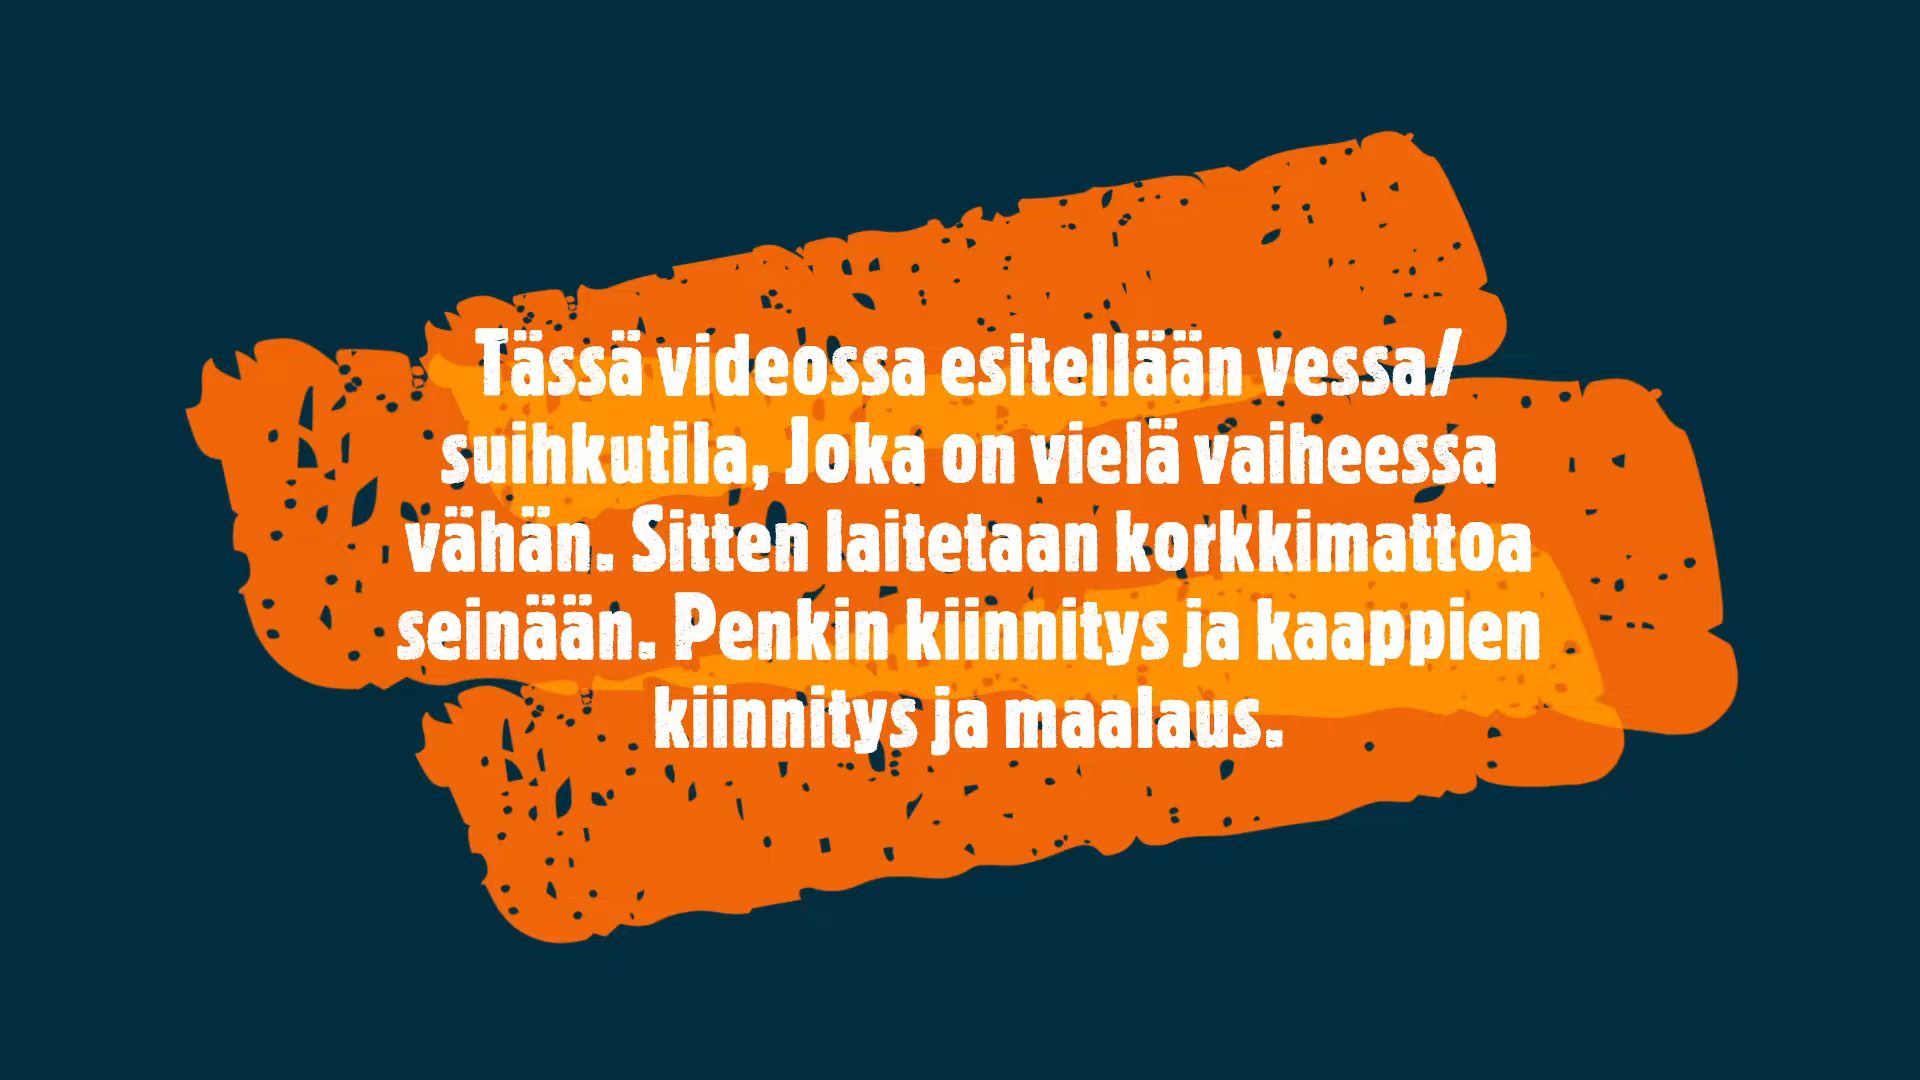 Tässä videossa esitellään vessa/
suihkutila, Joka on vielä vaiheessa
vähän. Sitten laitetaan korkkimattoa
seinään. Penkin kiinnitys ja kaappien
kiinnitys ja maalaus.